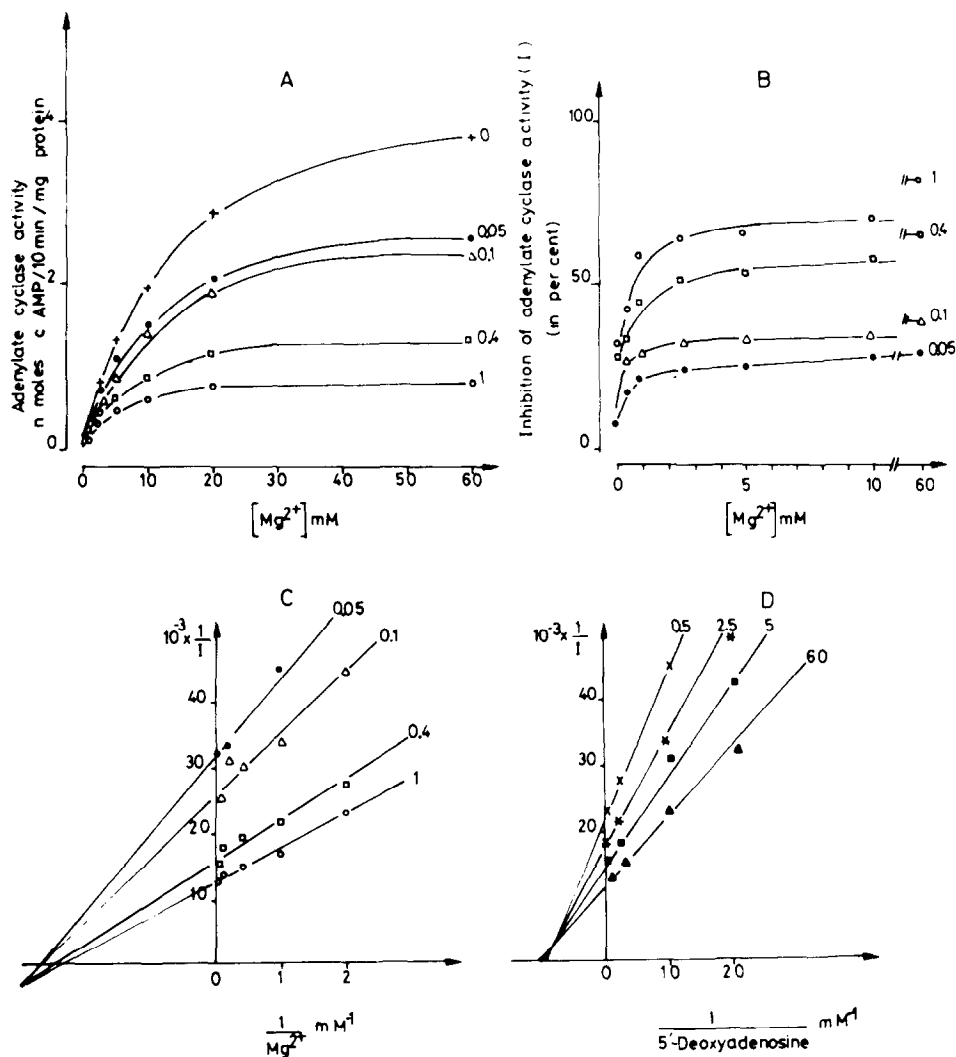 A
Adenylate cyclase activity
n moles c AMP/10min/mg protein
4
2
0
0
0.05
0.1
0.4
1
0 10 20 30 40 50 60
[Mg2+] mM
B
Inhibition of adenylate cyclase activity (I)
(in per cent)
100
50
0
1
0.4
0.1
0.05
0 5 10 60
[Mg2+] mM
C
10-3 x 1/I
40
30
20
10
0.05
0.1
0.4
1
0 1 2
1/Mg2+ mM-1
D
10-3 x 1/I
40
30
20
0.5
2.5
5
60
0 10 20
1/5'-Deoxyadenosine mM-1